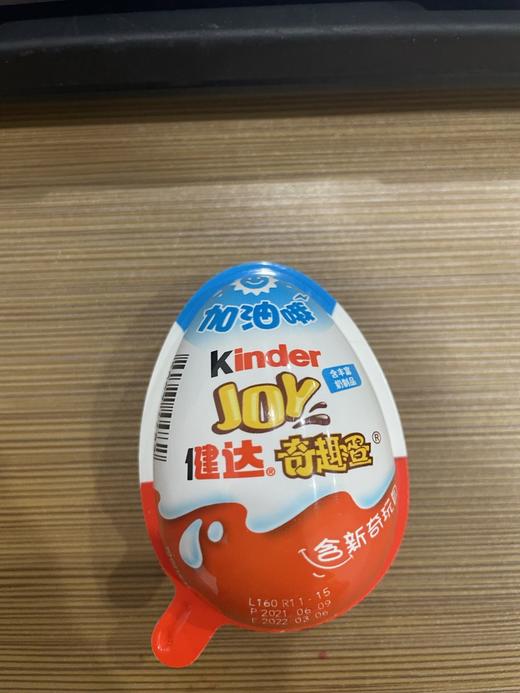 加油哦~
Kinder
含丰富
奶制品
JOY
健达® 奇趣蛋®
含新奇玩
L160 R11-15
P 2021 06 09
E 2022 03 06